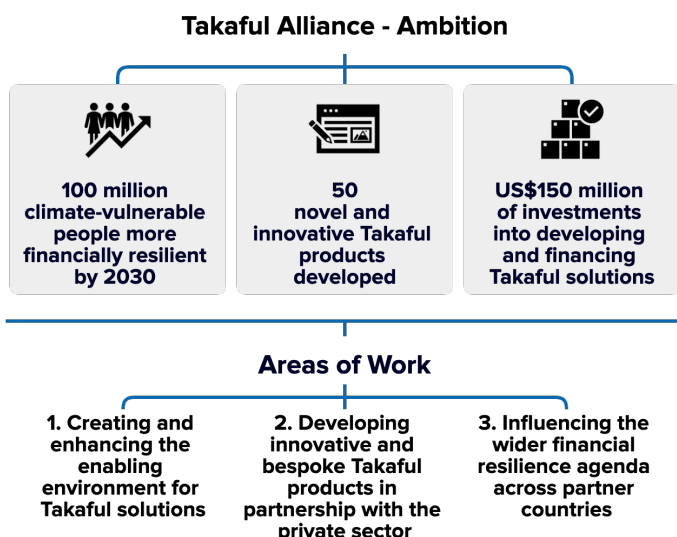 Takaful Alliance - Ambition
100 million
climate-vulnerable
people more
financially resilient
by 2030
50
novel and
innovative Takaful
products
developed
US$150 million
of investments
into developing
and financing
Takaful solutions
Areas of Work
1. Creating and
enhancing the
enabling
environment for
Takaful solutions
2. Developing
innovative and
bespoke Takaful
products in
partnership with the
private sector
3. Influencing the
wider financial
resilience agenda
across partner
countries